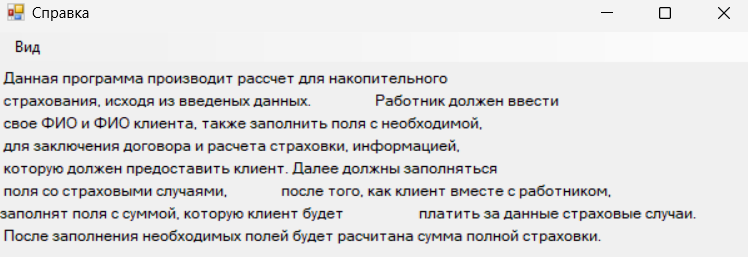 Справка
Вид
Данная программа производит рассчет для накопительного
страхования, исходя из введеных данных. Работник должен ввести
свое ФИО и ФИО клиента, также заполнить поля с необходимой,
для заключения договора и расчета страховки, информацией,
которую должен предоставить клиент. Далее должны заполняться
поля со страховыми случаями, после того, как клиент вместе с работником,
заполнят поля с суммой, которую клиент будет платить за данные страховые случаи.
После заполнения необходимых полей будет расчитана сумма полной страховки.